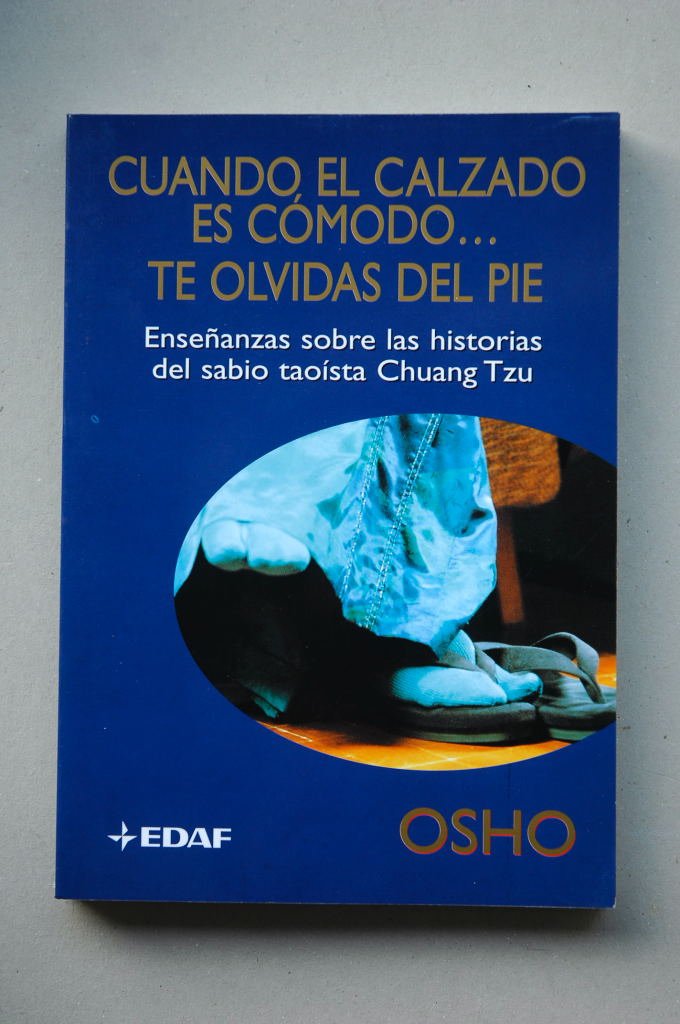 CUANDO EL CALZADO
ES CÓMODO...
TE OLVIDAS DEL PIE
Enseñanzas sobre las historias
del sabio taoísta Chuang Tzu
EDAF
OSHO